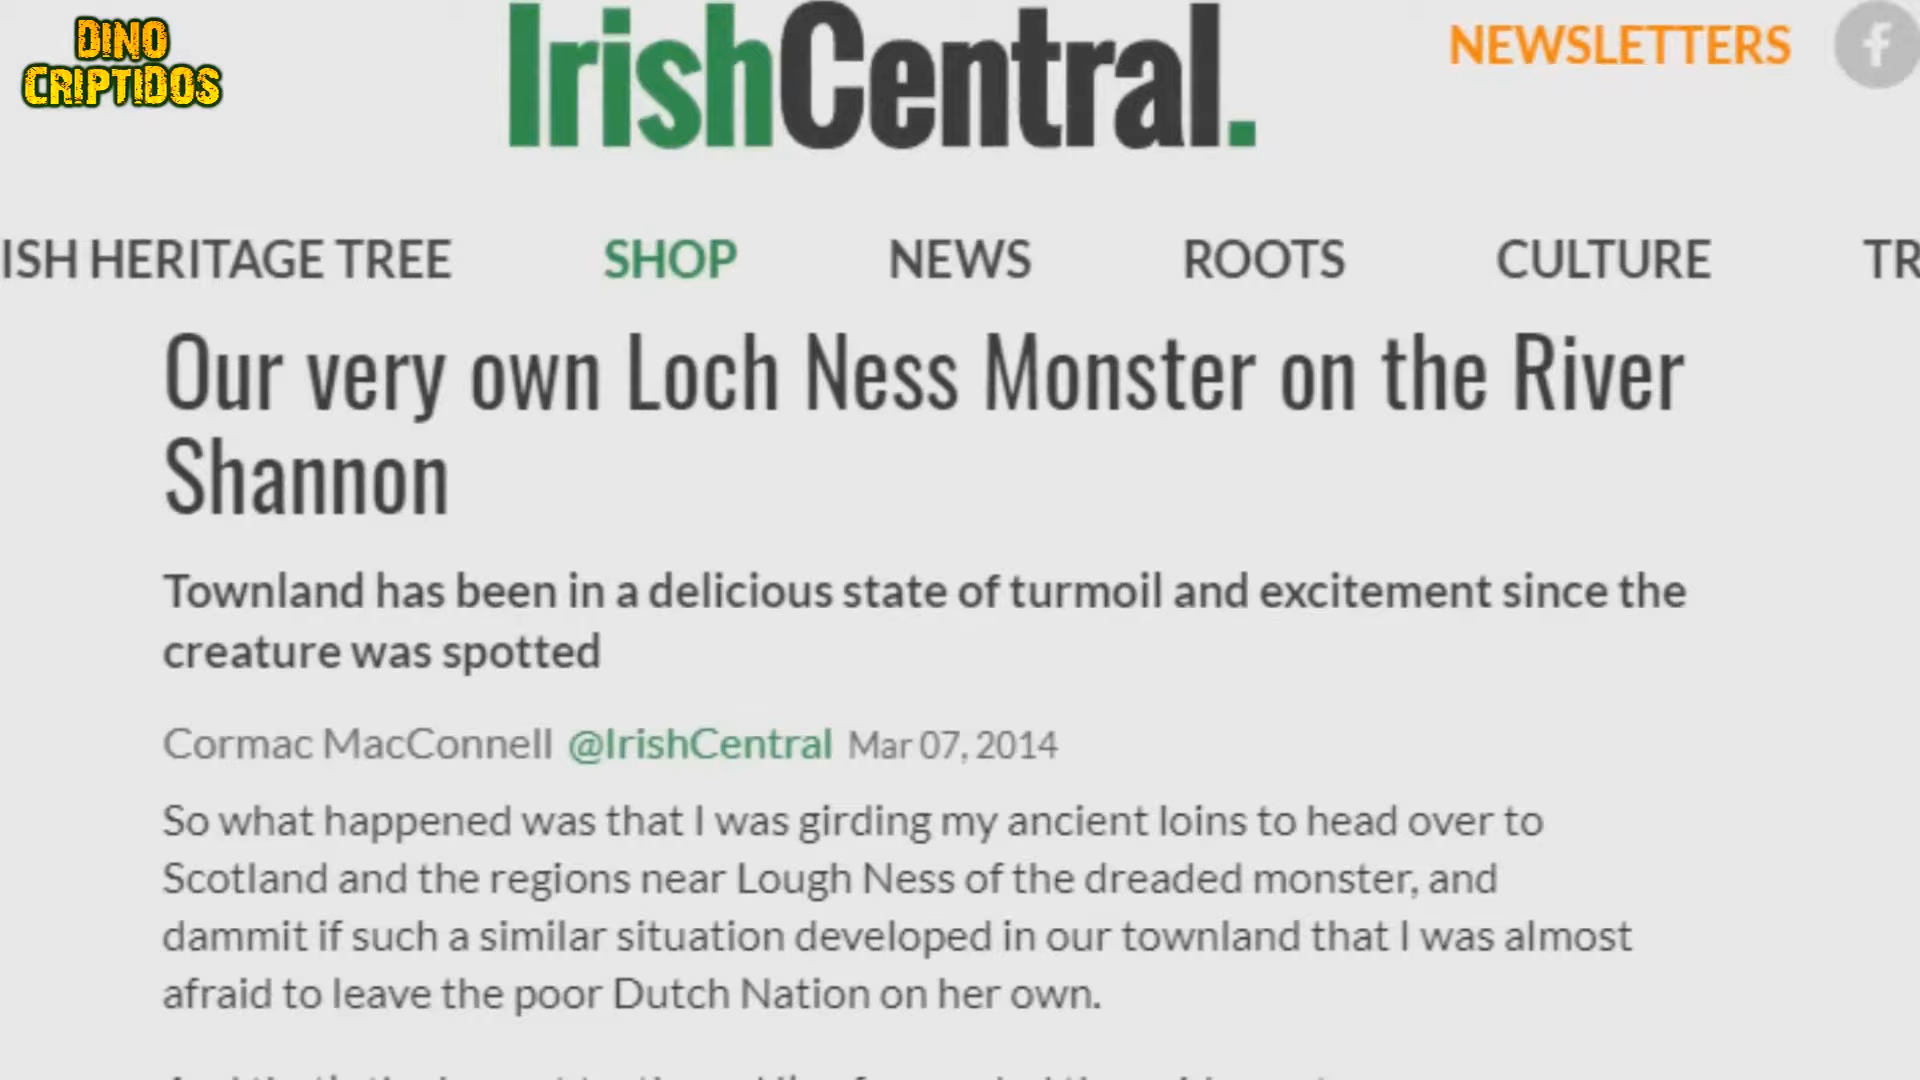 DINO
CRIPTIDOS
IrishCentral.
NEWSLETTERS
f
ISH HERITAGE TREE SHOP NEWS ROOTS CULTURE TR
Our very own Loch Ness Monster on the River
Shannon
Townland has been in a delicious state of turmoil and excitement since the
creature was spotted
Cormac MacConnell @IrishCentral Mar 07, 2014
So what happened was that I was girding my ancient loins to head over to
Scotland and the regions near Lough Ness of the dreaded monster, and
dammit if such a similar situation developed in our townland that I was almost
afraid to leave the poor Dutch Nation on her own.